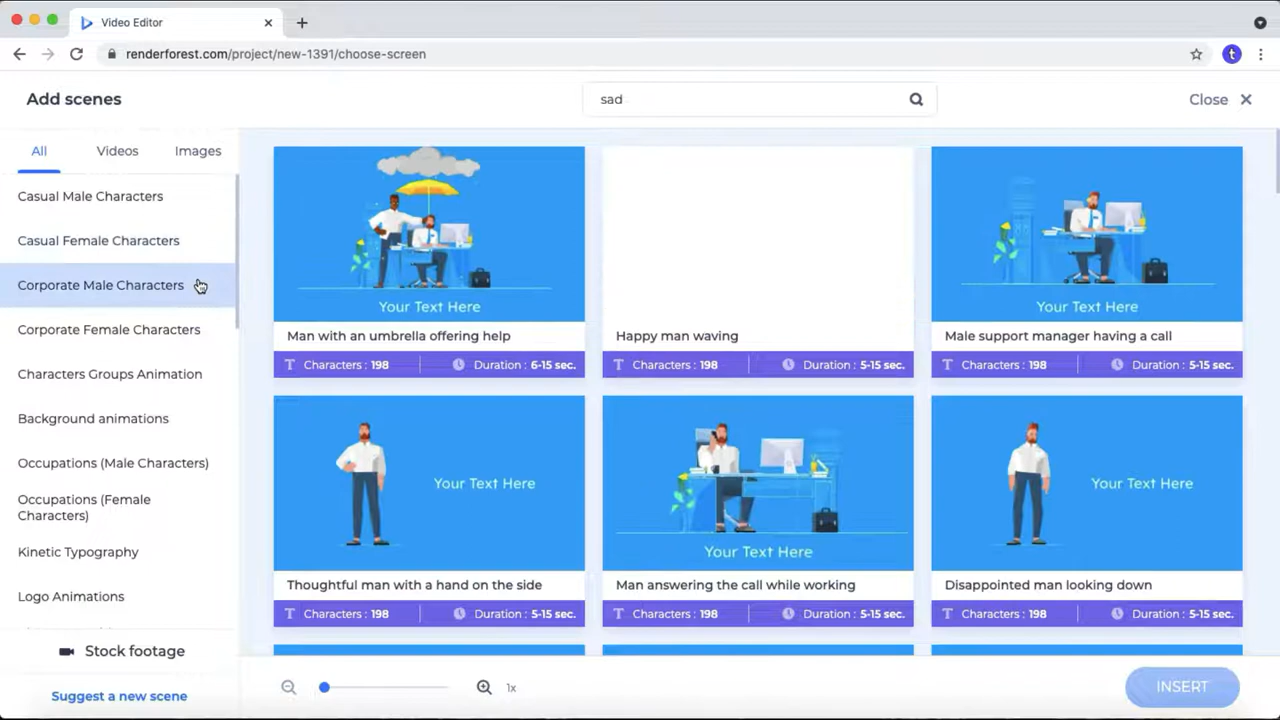 Video Editor
renderforest.com/project/new-1391/choose-screen
t
Add scenes
sad
Close
All
Videos
Images
Casual Male Characters
Casual Female Characters
Corporate Male Characters
Corporate Female Characters
Characters Groups Animation
Background animations
Occupations (Male Characters)
Occupations (Female
Characters)
Kinetic Typography
Logo Animations
Stock footage
Suggest a new scene
Your Text Here
Man with an umbrella offering help
Characters : 198
Duration : 6-15 sec.
Happy man waving
Characters : 198
Duration : 5-15 sec.
Your Text Here
Male support manager having a call
Characters : 198
Duration : 5-15 sec.
Your Text Here
Thoughtful man with a hand on the side
Characters : 198
Duration : 5-15 sec.
Your Text Here
Man answering the call while working
Characters : 198
Duration : 5-15 sec.
Your Text Here
Disappointed man looking down
Characters : 198
Duration : 5-15 sec.
1x
INSERT